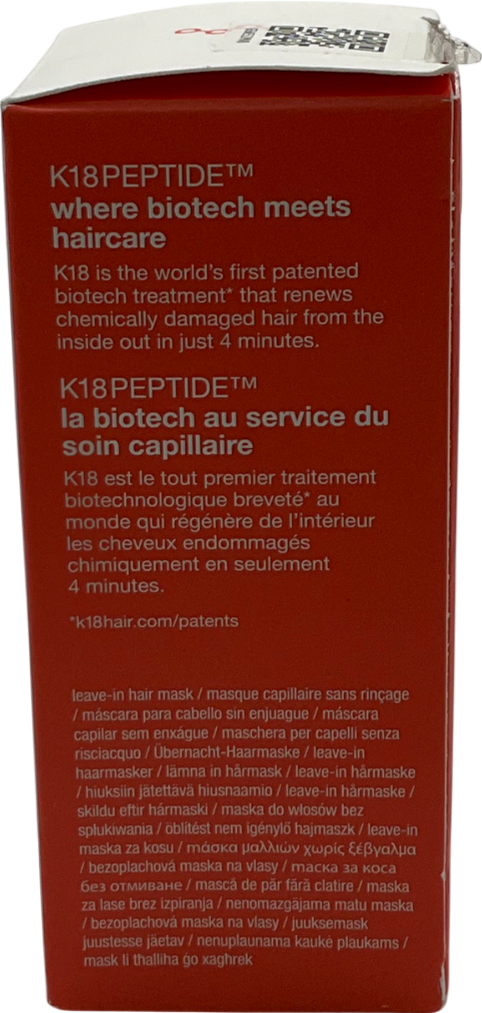 K18PEPTIDE™
where biotech meets
haircare
K18 is the world's first patented
biotech treatment* that renews
chemically damaged hair from the
inside out in just 4 minutes.
K18PEPTIDE™
la biotech au service du
soin capillaire
K18 est le tout premier traitement
biotechnologique breveté* au
monde qui régénère de l'intérieur
les cheveux endommagés
chimiquement en seulement
4 minutes.
*k18hair.com/patents
leave-in hair mask / masque capillaire sans rinçage
/ máscara para cabello sin enjuague / máscara
capilar sem enxágue / maschera per capelli senza
risciacquo / Übernacht-Haarmaske / leave-in
haarmasker / lämna in hårmask / leave-in hårmaske
/ hiuksiin jätettävä hiusnaamio / leave-in hårmaske /
skildu eftir hármaski / maska do włosów bez
spłukiwania / öblítést nem igénylő hajmaszk / leave-in
maska za kosu / μάσκα μαλλιών χωρίς ξέβγαλμα
/ bezoplachová maska na vlasy / маска за коса
без отмиване / mască de păr fără clatire / maska
za lase brez izpiranja / nenomazgājama matu maska
/ bezoplachová maska na vlasy / juuksemask
juustesse jäetav / nenuplaunama kaukė plaukams /
mask li tħalliha ġo xagħrek